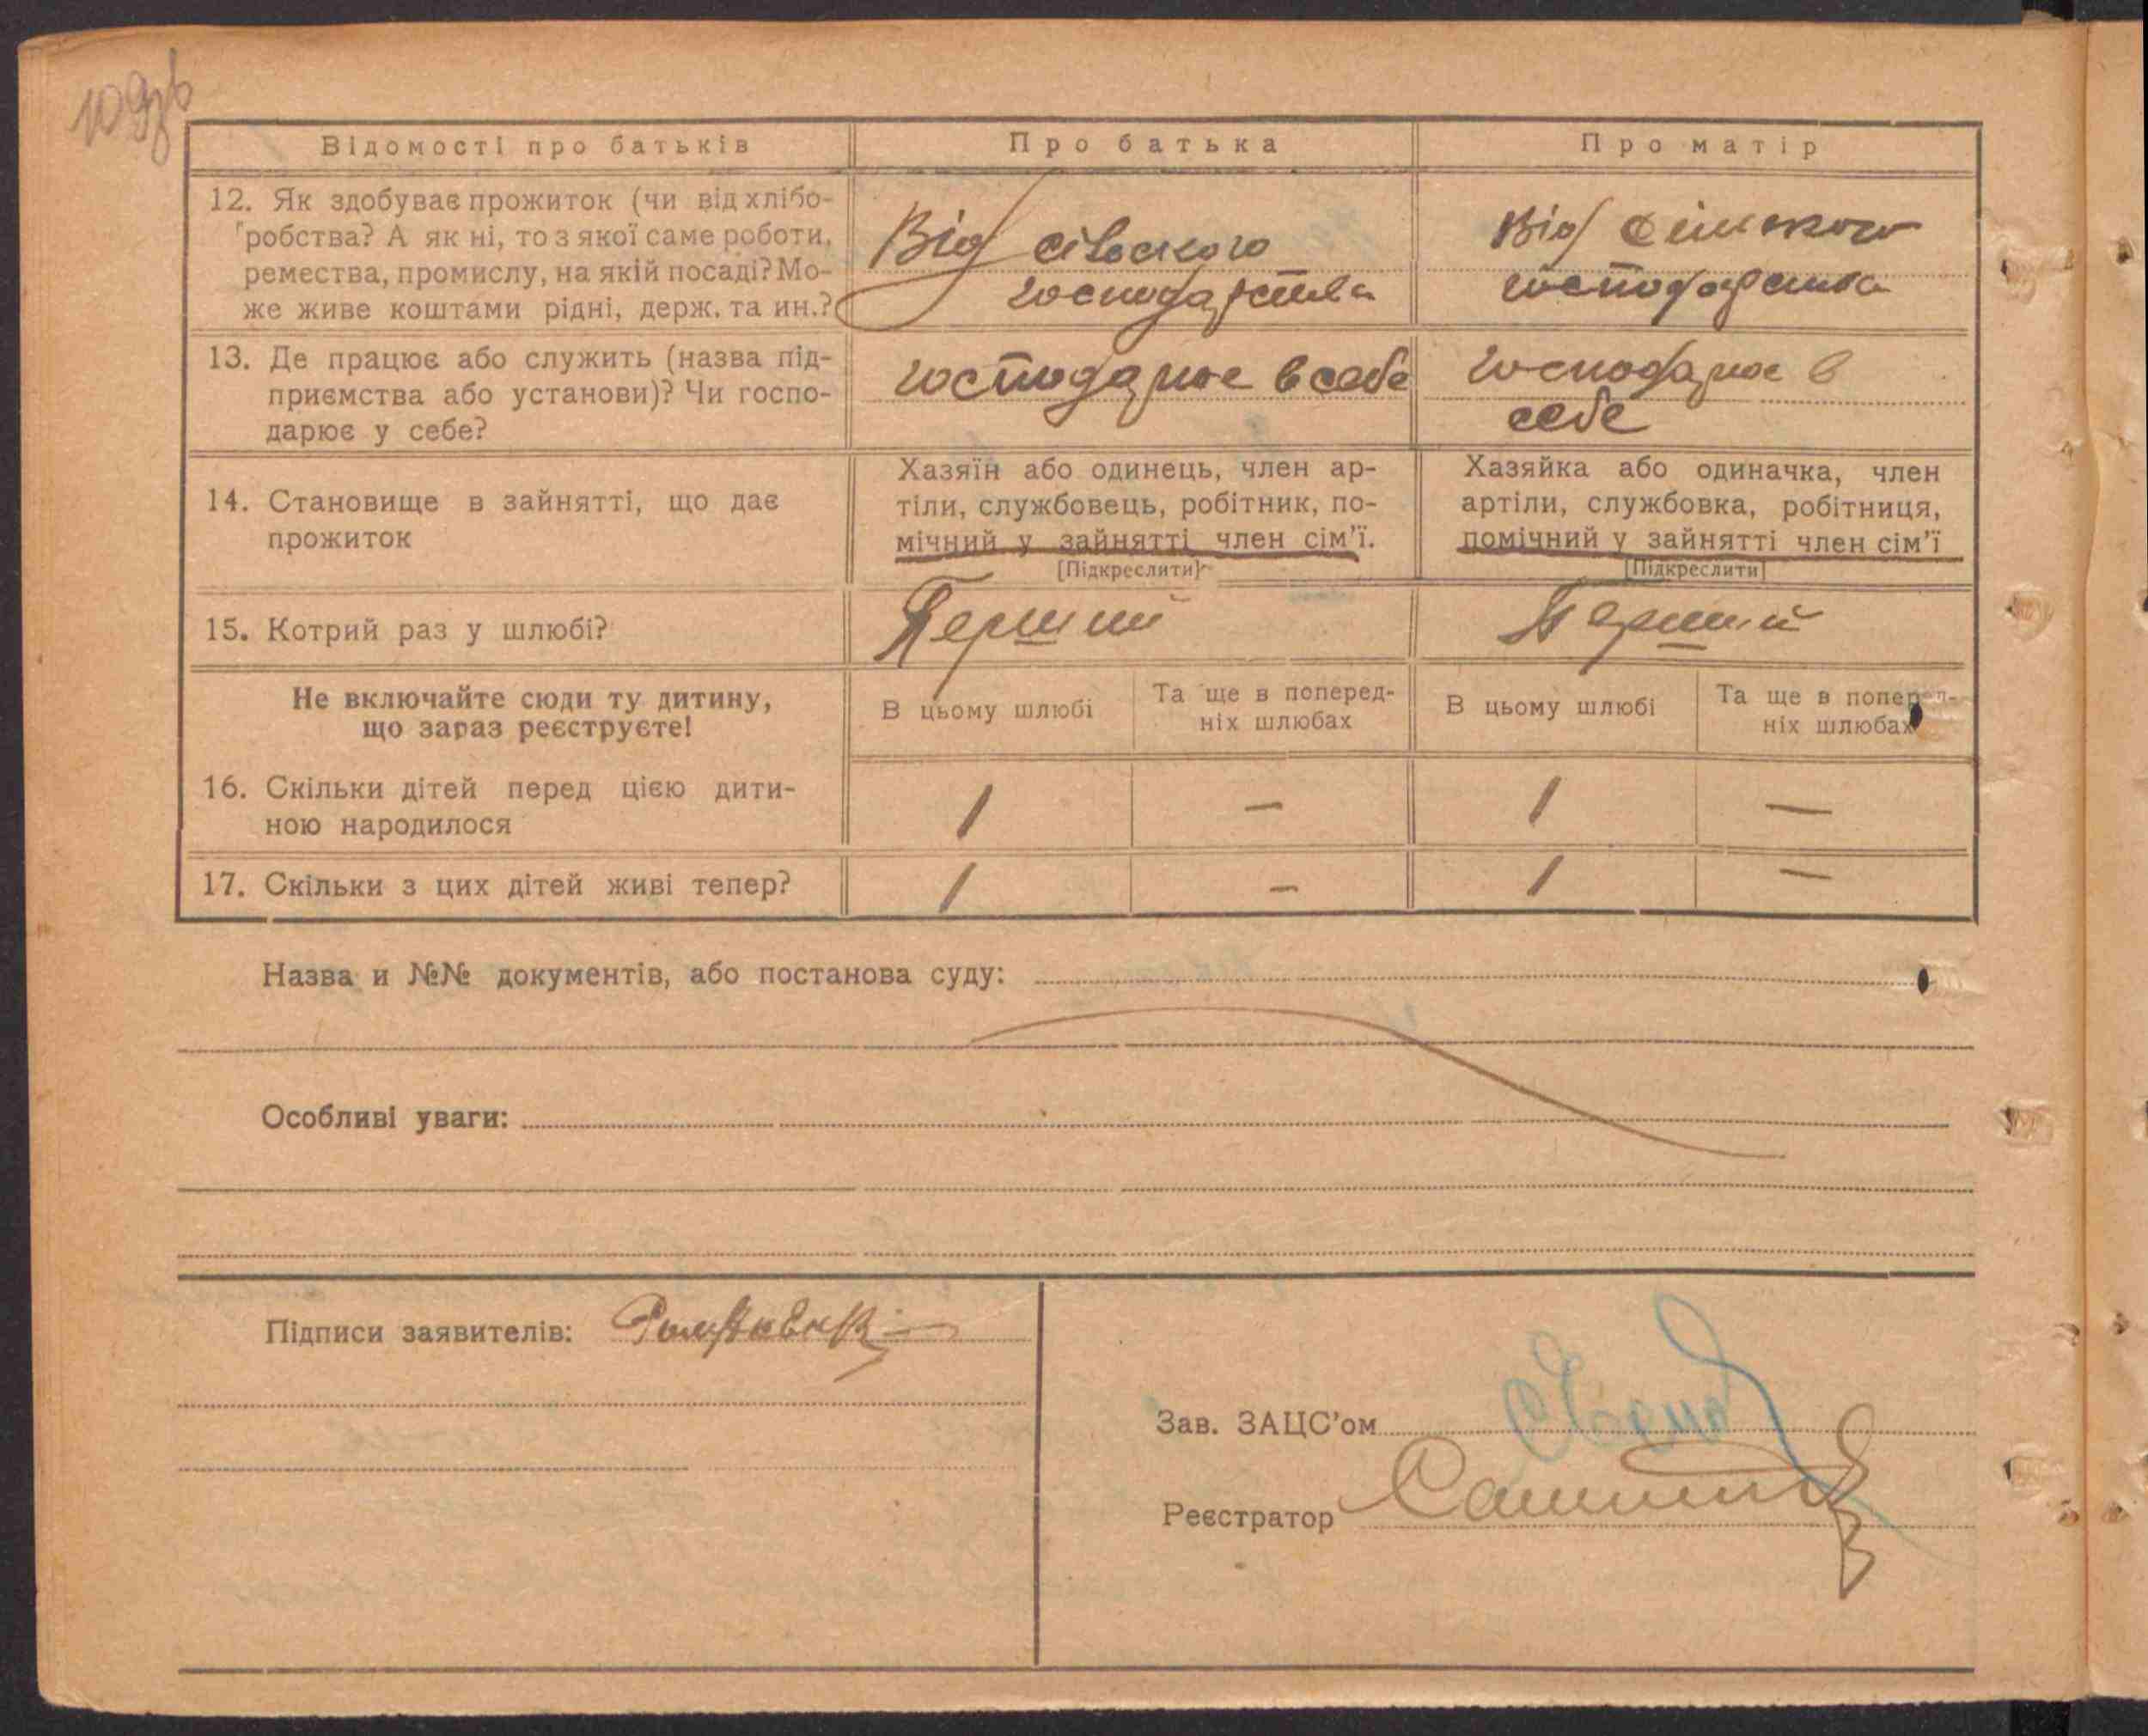 109зв
Відомості про батьків
Про батька
Про матір
12. Як здобуває прожиток (чи від хлібо-
робства? А як ні, то з якої саме роботи,
ремества, промислу, на якій посаді? Мо-
же живе коштами рідні, держ. та ин.?
Від сільского
господарства
Від сільського
господарства
13. Де працює або служить (назва під-
приємства або установи)? Чи госпо-
дарює у себе?
господарює в себе
господарює в
себе
14. Становище в зайнятті, що дає
прожиток
Хазяїн або одинець, член ар-
тіли, службовець, робітник, по-
мічний у зайнятті член сім'ї.
[Підкреслити]
Хазяйка або одиначка, член
артіли, службовка, робітниця,
помічний у зайнятті член сім'ї
[Підкреслити]
15. Котрий раз у шлюбі?
Перший
Перший
Не включайте сюди ту дитину,
що зараз реєструєте!
В цьому шлюбі
Та ще в поперед-
ніх шлюбах
В цьому шлюбі
Та ще в поперед-
ніх шлюбах
16. Скільки дітей перед цією дити-
ною народилося
1 — 1 —
17. Скільки з цих дітей живі тепер?
1 — 1 —
Назва и №№ документів, або постанова суду:
Особливі уваги:
Підписи заявителів:
Зав. ЗАЦС'ом
Реєстратор